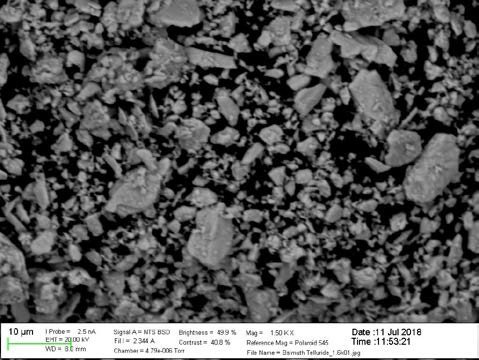 10 µm
I Probe = 2.5 nA
EHT = 20.00 kV
WD = 8.0 mm
Signal A = NTS BSD
Fil I = 2.344 A
Chamber = 4.79e-006 Torr
Brightness = 49.9 %
Contrast = 40.8 %
Mag = 1.50 K X
Reference Mag = Polaroid 545
File Name = Bismuth Telluride_1.6k01.jpg
Date :11 Jul 2018
Time :11:53:21